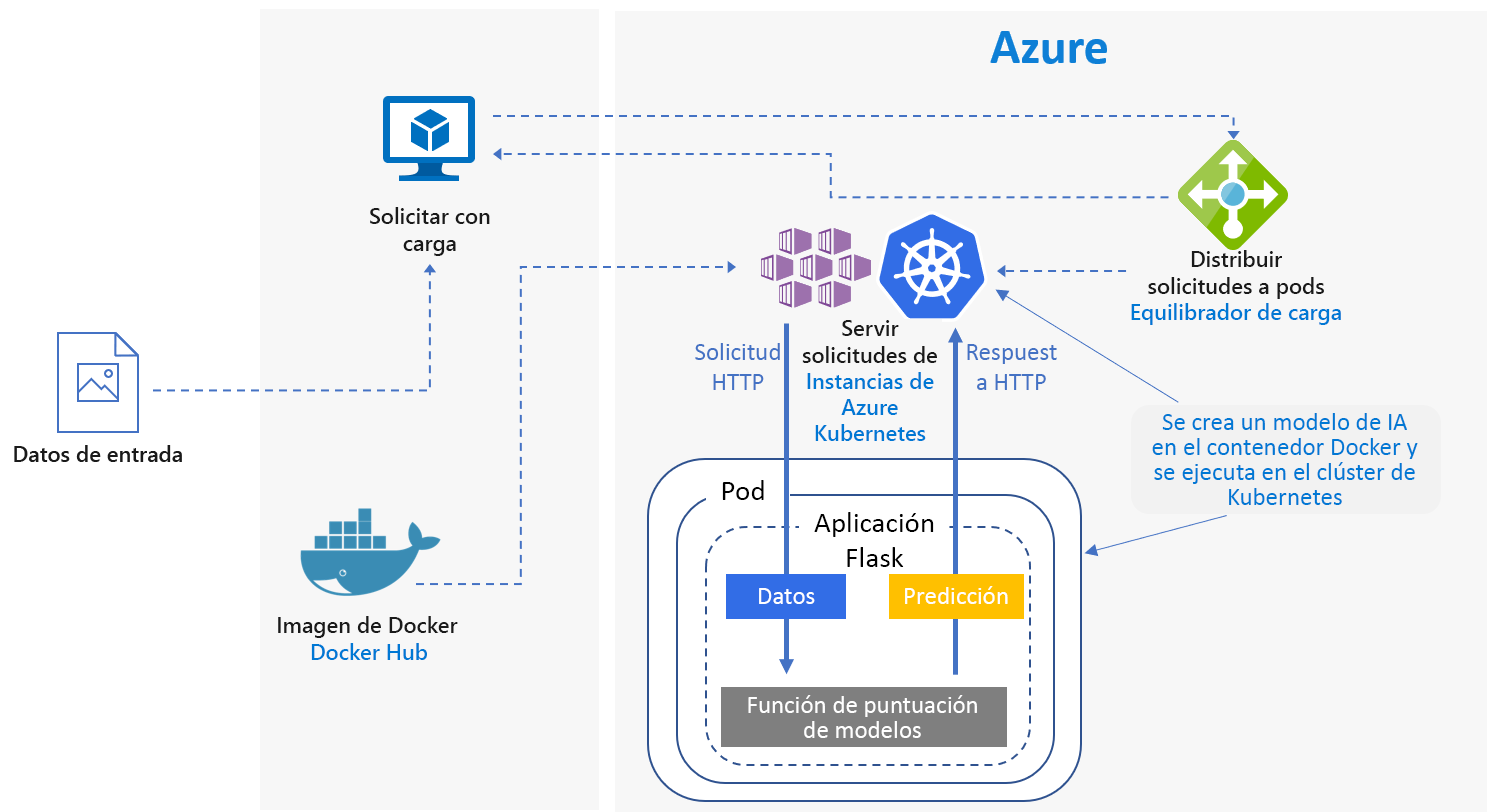 Azure
Solicitar con
carga
Distribuir
solicitudes a pods
Equilibrador de carga
Servir
solicitudes de
Instancias de
Azure
Kubernetes
Solicitud
HTTP
Respuest
a HTTP
Datos de entrada
Se crea un modelo de IA
en el contenedor Docker y
se ejecuta en el clúster de
Kubernetes
Imagen de Docker
Docker Hub
Pod
Aplicación
Flask
Datos
Predicción
Función de puntuación
de modelos